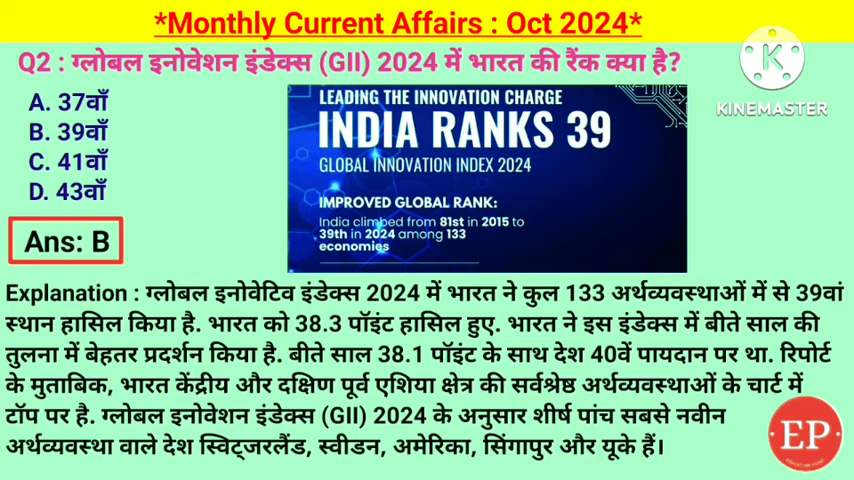 *Monthly Current Affairs : Oct 2024*
Q2 : ग्लोबल इनोवेशन इंडेक्स (GII) 2024 में भारत की रैंक क्या है?
A. 37वाँ
B. 39वाँ
C. 41वाँ
D. 43वाँ
Ans: B
LEADING THE INNOVATION CHARGE
INDIA RANKS 39
GLOBAL INNOVATION INDEX 2024
IMPROVED GLOBAL RANK:
India climbed from 81st in 2015 to
39th in 2024 among 133
economies
K
KINEMASTER
Explanation : ग्लोबल इनोवेटिव इंडेक्स 2024 में भारत ने कुल 133 अर्थव्यवस्थाओं में से 39वां
स्थान हासिल किया है. भारत को 38.3 पॉइंट हासिल हुए. भारत ने इस इंडेक्स में बीते साल की
तुलना में बेहतर प्रदर्शन किया है. बीते साल 38.1 पॉइंट के साथ देश 40वें पायदान पर था. रिपोर्ट
के मुताबिक, भारत केंद्रीय और दक्षिण पूर्व एशिया क्षेत्र की सर्वश्रेष्ठ अर्थव्यवस्थाओं के चार्ट में
टॉप पर है. ग्लोबल इनोवेशन इंडेक्स (GII) 2024 के अनुसार शीर्ष पांच सबसे नवीन
अर्थव्यवस्था वाले देश स्विट्जरलैंड, स्वीडन, अमेरिका, सिंगापुर और यूके हैं।
EP